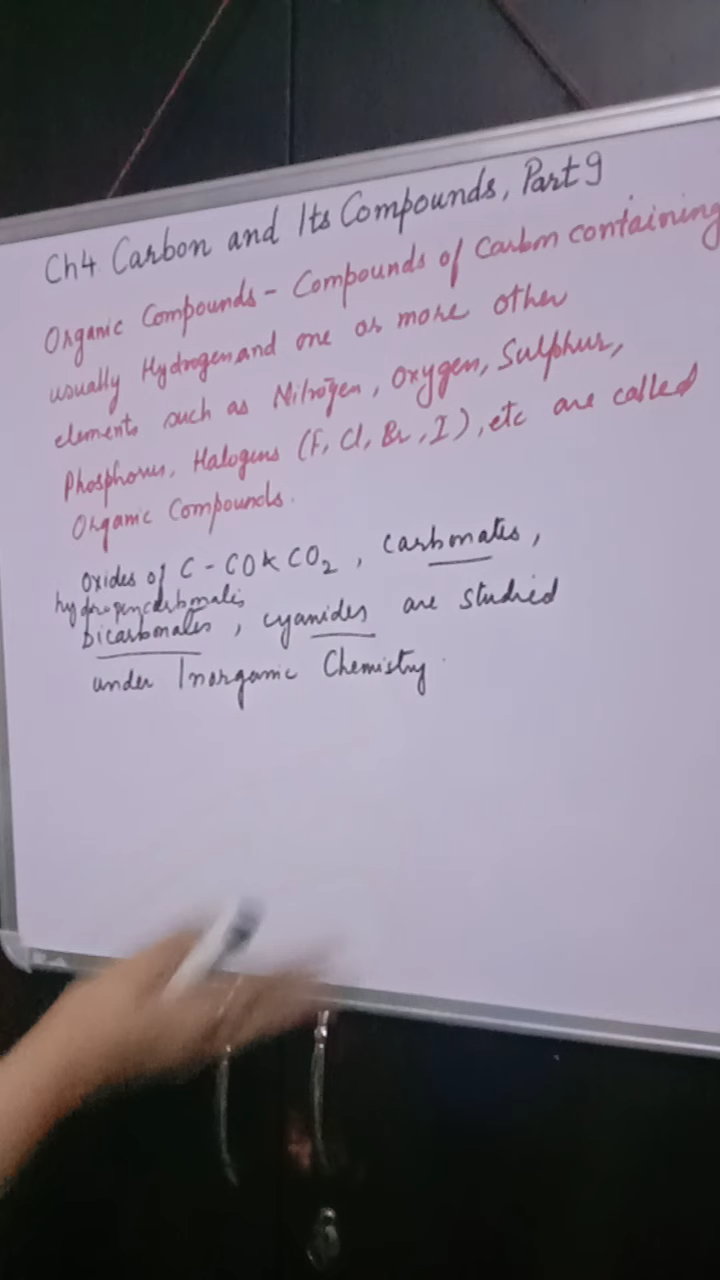 Ch4 Carbon and Its Compounds, Part 9
Organic Compounds - Compounds of Carbon containing
usually Hydrogen and one or more other
elements such as Nitrogen, Oxygen, Sulphur,
Phosphorus, Halogens (F, Cl, Br, I), etc are called
Organic Compounds.
Oxides of C - CO & CO2, carbonates,
hydrogencarbonates
bicarbonates, cyanides are studied
under Inorganic Chemistry.